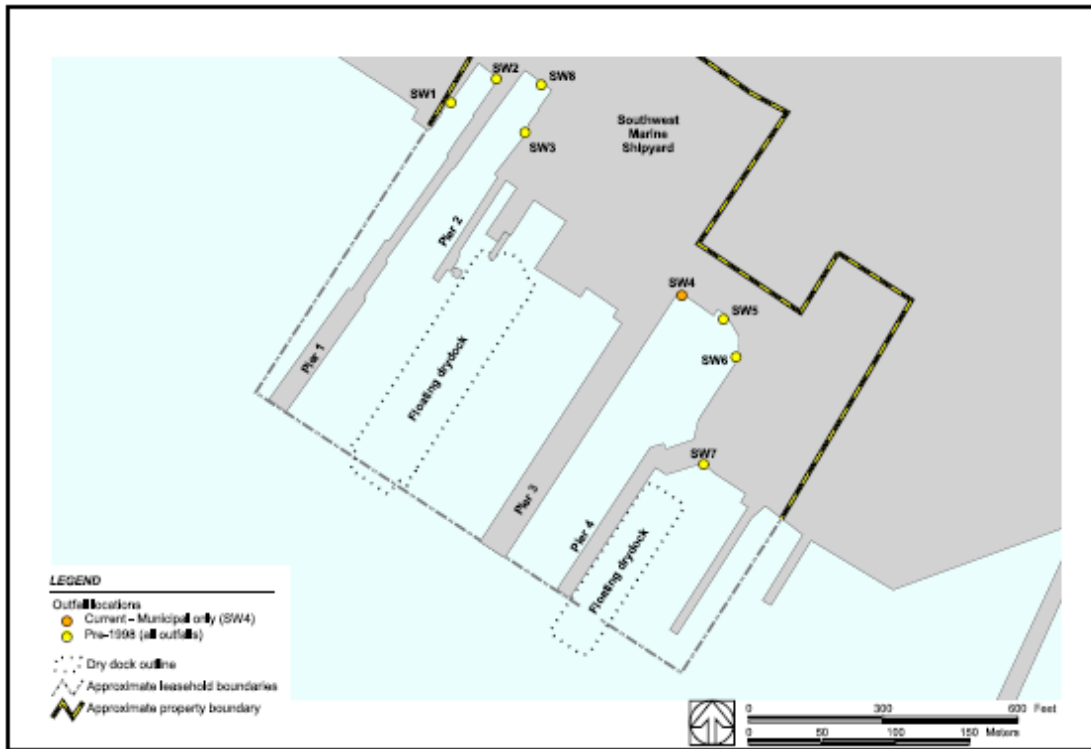 SW2
SW8
SW1
SW3
Southwest
Marine
Shipyard
Pier 2
SW4
SW5
SW6
Pier 1
Floating drydock
SW7
Pier 3
Pier 4
Floating drydock
LEGEND
Outfall locations
Current - Municipal only (SW4)
Pre-1998 (all outfalls)
Dry dock outline
Approximate leasehold boundaries
Approximate property boundary
0 300 600 Feet
0 50 100 150 Meters